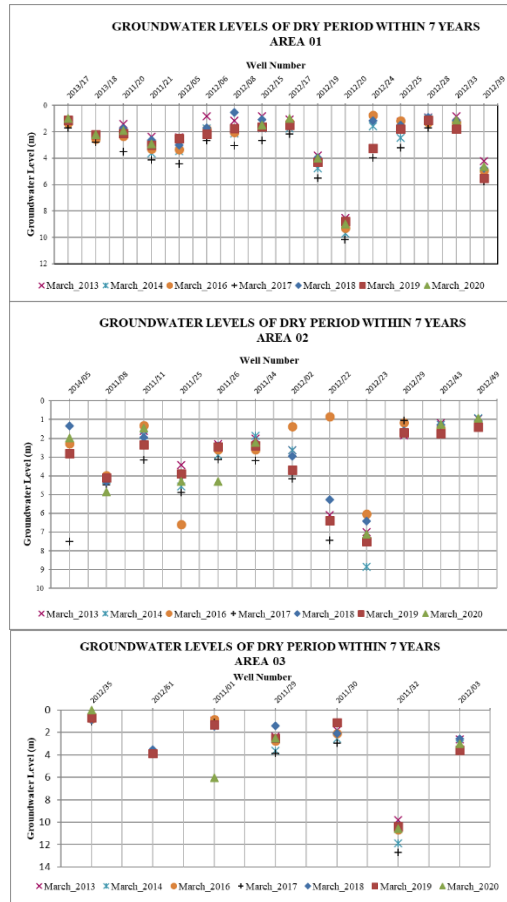 GROUNDWATER LEVELS OF DRY PERIOD WITHIN 7 YEARS
AREA 01
Well Number
2013/17 2013/18 2011/20 2011/21 2012/05 2012/06 2012/08 2012/15 2012/17 2012/19 2012/20 2012/24 2012/25 2012/28 2012/33 2012/39
Groundwater Level (m)
0
2
4
6
8
10
12
March_2013 March_2014 March_2016 March_2017 March_2018 March_2019 March_2020
GROUNDWATER LEVELS OF DRY PERIOD WITHIN 7 YEARS
AREA 02
Well Number
2014/05 2011/08 2011/11 2011/25 2011/26 2011/34 2012/02 2012/22 2012/23 2012/29 2012/43 2012/49
Groundwater Level (m)
0
1
2
3
4
5
6
7
8
9
10
March_2013 March_2014 March_2016 March_2017 March_2018 March_2019 March_2020
GROUNDWATER LEVELS OF DRY PERIOD WITHIN 7 YEARS
AREA 03
Well Number
2012/35 2012/61 2011/01 2011/29 2011/30 2011/32 2012/03
Groundwater Level (m)
0
2
4
6
8
10
12
14
March_2013 March_2014 March_2016 March_2017 March_2018 March_2019 March_2020